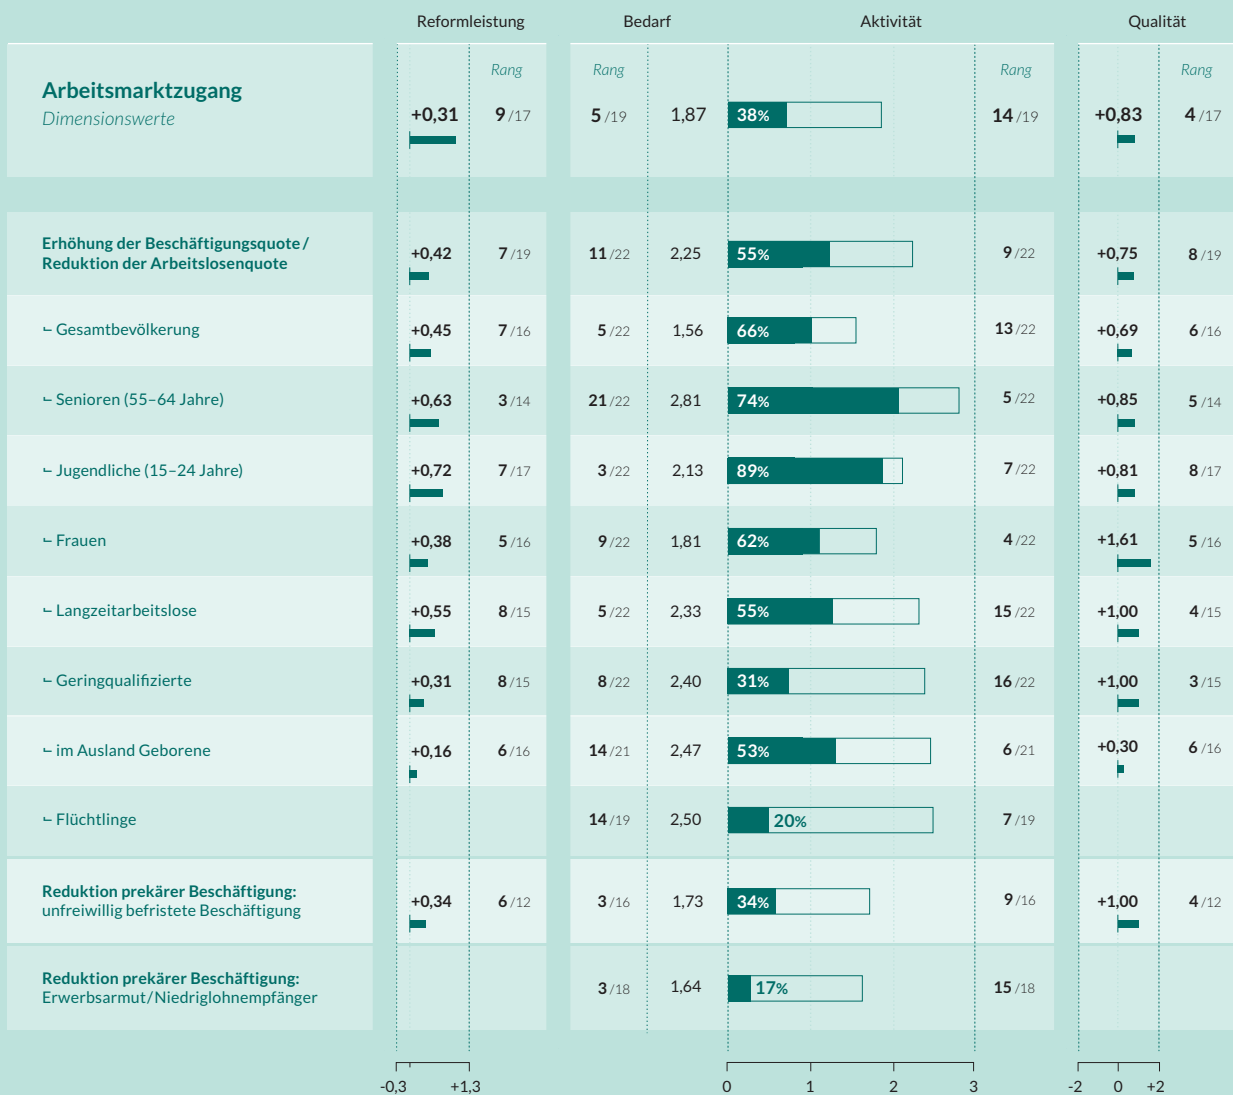 Reformleistung Bedarf Aktivität Qualität
Rang Rang Rang Rang
Arbeitsmarktzugang
Dimensionswerte
+0,31 9/17 5/19 1,87 38% 14/19 +0,83 4/17
Erhöhung der Beschäftigungsquote/
Reduktion der Arbeitslosenquote
+0,42 7/19 11/22 2,25 55% 9/22 +0,75 8/19
Gesamtbevölkerung +0,45 7/16 5/22 1,56 66% 13/22 +0,69 6/16
Senioren (55–64 Jahre) +0,63 3/14 21/22 2,81 74% 5/22 +0,85 5/14
Jugendliche (15–24 Jahre) +0,72 7/17 3/22 2,13 89% 7/22 +0,81 8/17
Frauen +0,38 5/16 9/22 1,81 62% 4/22 +1,61 5/16
Langzeitarbeitslose +0,55 8/15 5/22 2,33 55% 15/22 +1,00 4/15
Geringqualifizierte +0,31 8/15 8/22 2,40 31% 16/22 +1,00 3/15
im Ausland Geborene +0,16 6/16 14/21 2,47 53% 6/21 +0,30 6/16
Flüchtlinge 14/19 2,50 20% 7/19
Reduktion prekärer Beschäftigung:
unfreiwillig befristete Beschäftigung
+0,34 6/12 3/16 1,73 34% 9/16 +1,00 4/12
Reduktion prekärer Beschäftigung:
Erwerbsarmut/Niedriglohnempfänger
3/18 1,64 17% 15/18
-0,3 +1,3 0 1 2 3 -2 0 +2